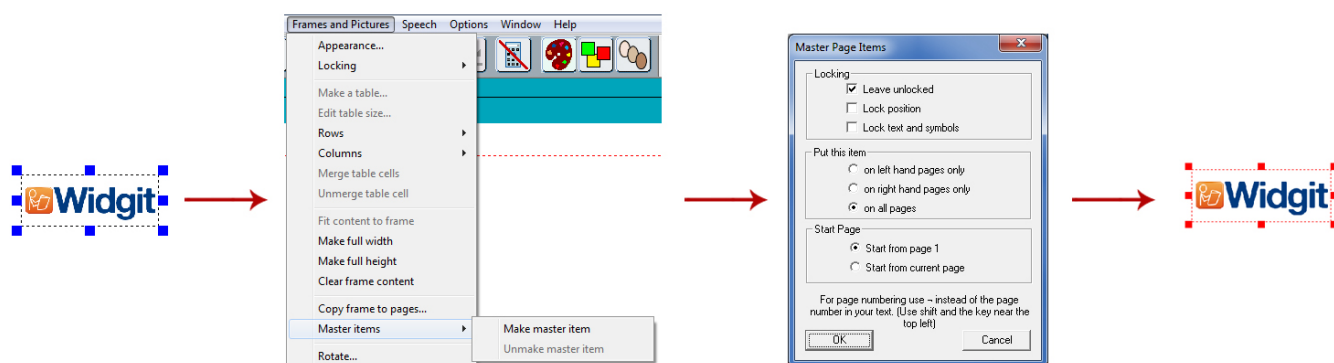 Widgit
Frames and Pictures Speech Options Window Help
Appearance...
Locking
Make a table...
Edit table size...
Rows
Columns
Merge table cells
Unmerge table cell
Fit content to frame
Make full width
Make full height
Clear frame content
Copy frame to pages...
Master items
Make master item
Unmake master item
Rotate...
Master Page Items
Locking
Leave unlocked
Lock position
Lock text and symbols
Put this item
on left hand pages only
on right hand pages only
on all pages
Start Page
Start from page 1
Start from current page
For page numbering use ¬ instead of the page
number in your text. (Use shift and the key near the
top left)
OK Cancel
Widgit